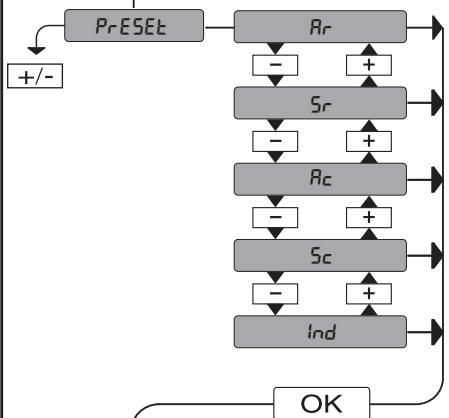 PrESEt Ar
- +
+/-
Sr
- +
Ac
- +
Sc
- +
Ind
OK